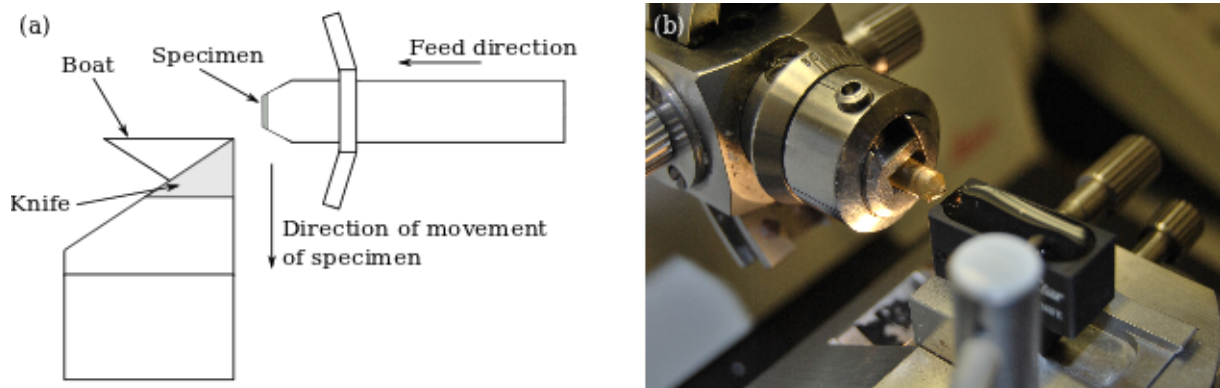 (a)
Specimen
Feed direction
Boat
Knife
Direction of movement
of specimen
(b)